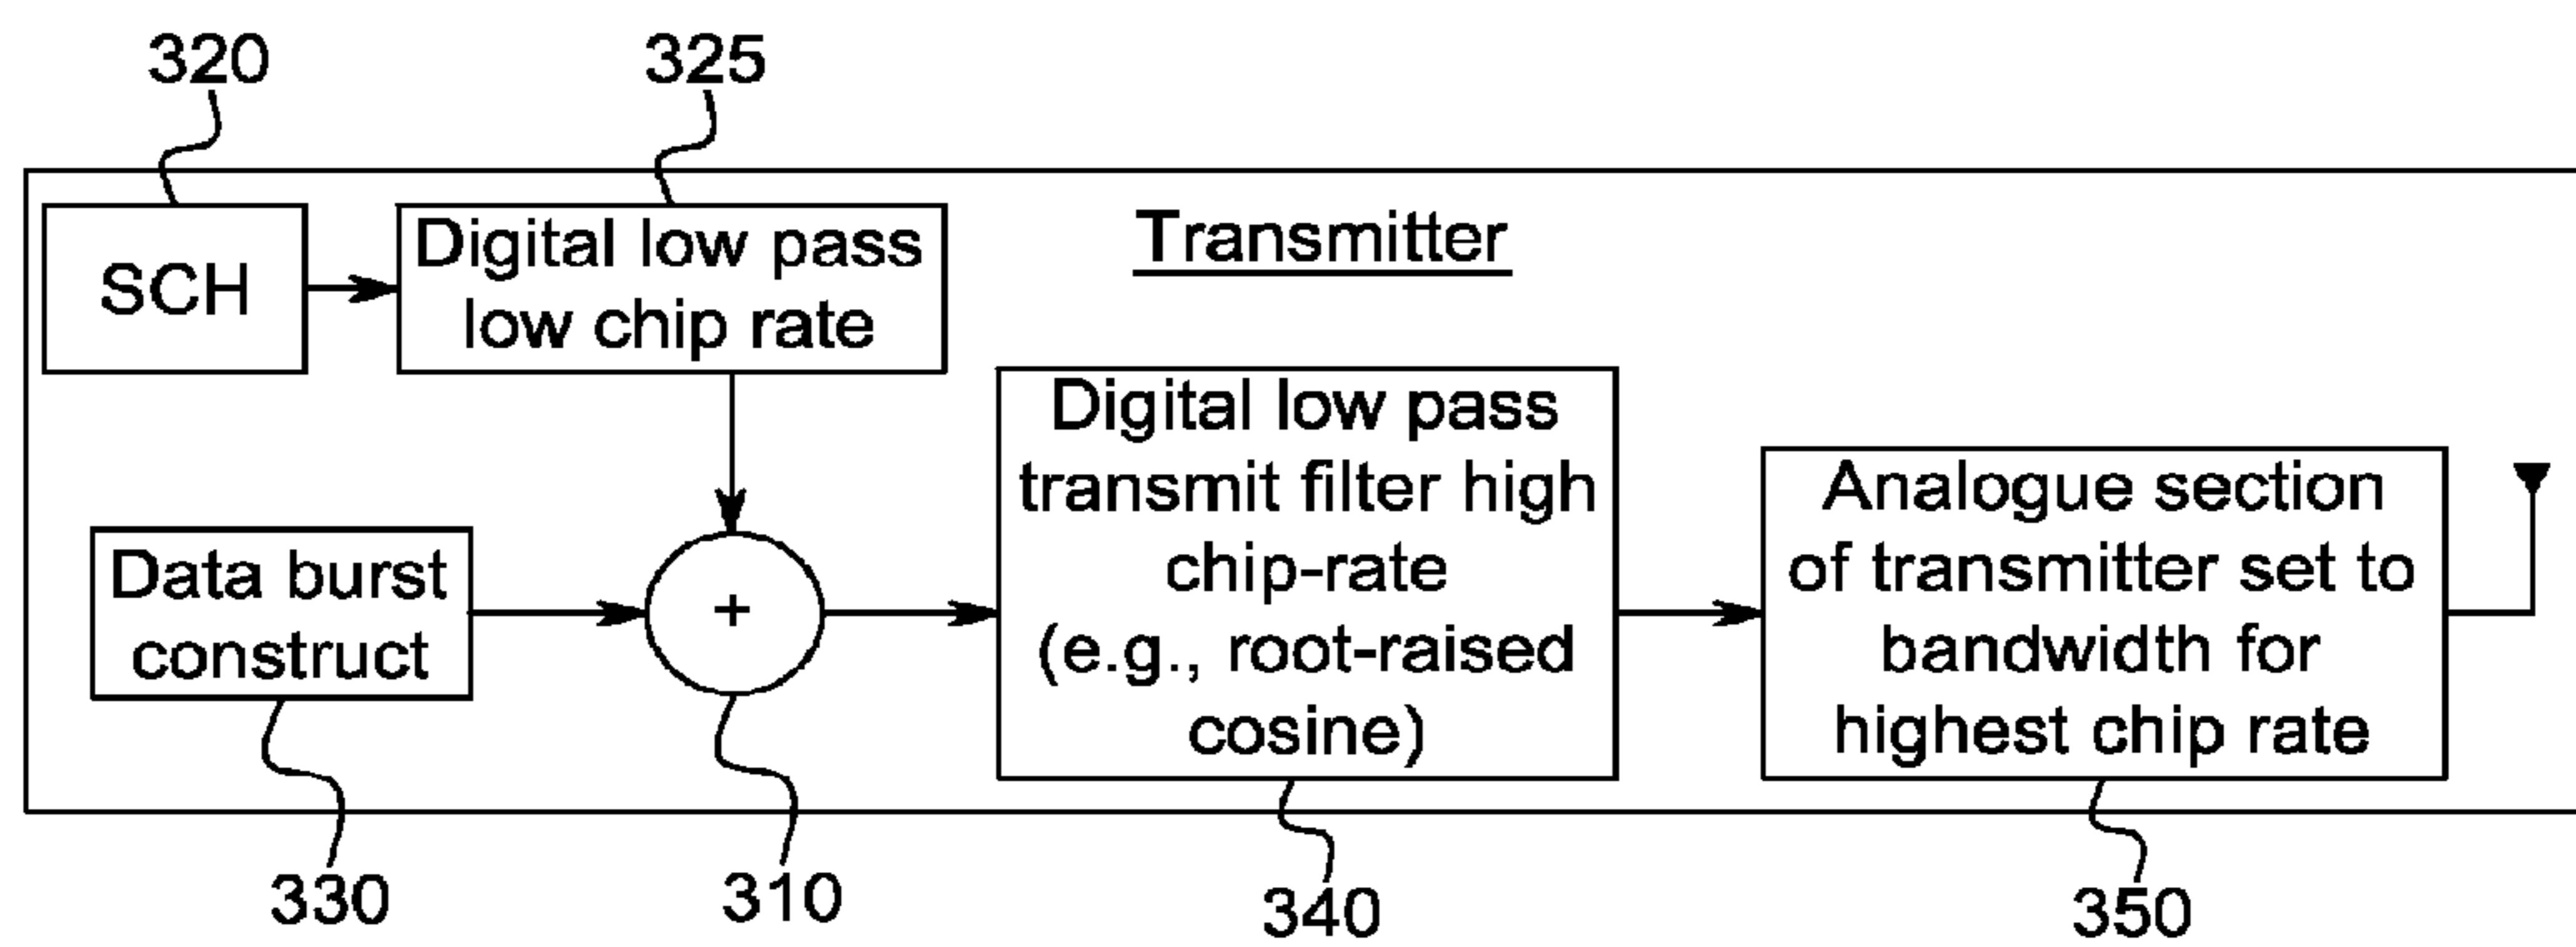 320
325
SCH
Digital low pass
low chip rate
Transmitter
Data burst
construct
+
Digital low pass
transmit filter high
chip-rate
(e.g., root-raised
cosine)
Analogue section
of transmitter set to
bandwidth for
highest chip rate
330
310
340
350